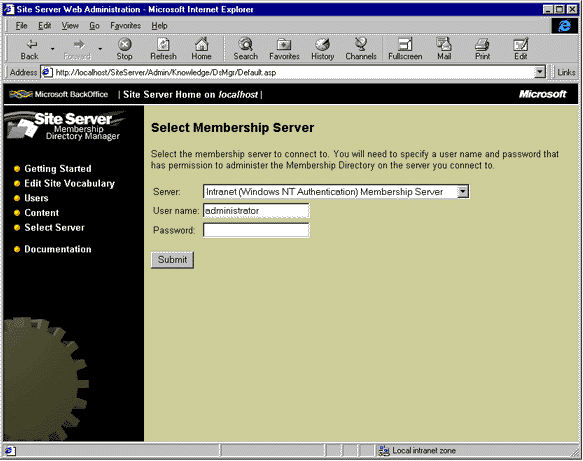 Site Server Web Administration - Microsoft Internet Explorer
File Edit View Go Favorites Help
Back Forward Stop Refresh Home Search Favorites History Channels Fullscreen Mail Print Edit
Address http://localhost/SiteServer/Admin/Knowledge/DsMgr/Default.asp Links
Microsoft BackOffice | Site Server Home on localhost | Microsoft
Site Server
Membership
Directory Manager
Getting Started
Edit Site Vocabulary
Users
Content
Select Server
Documentation
Select Membership Server
Select the membership server to connect to. You will need to specify a user name and password that
has permission to administer the Membership Directory on the server you connect to.
Server: Intranet (Windows NT Authentication) Membership Server
User name: administrator
Password:
Submit
Local intranet zone